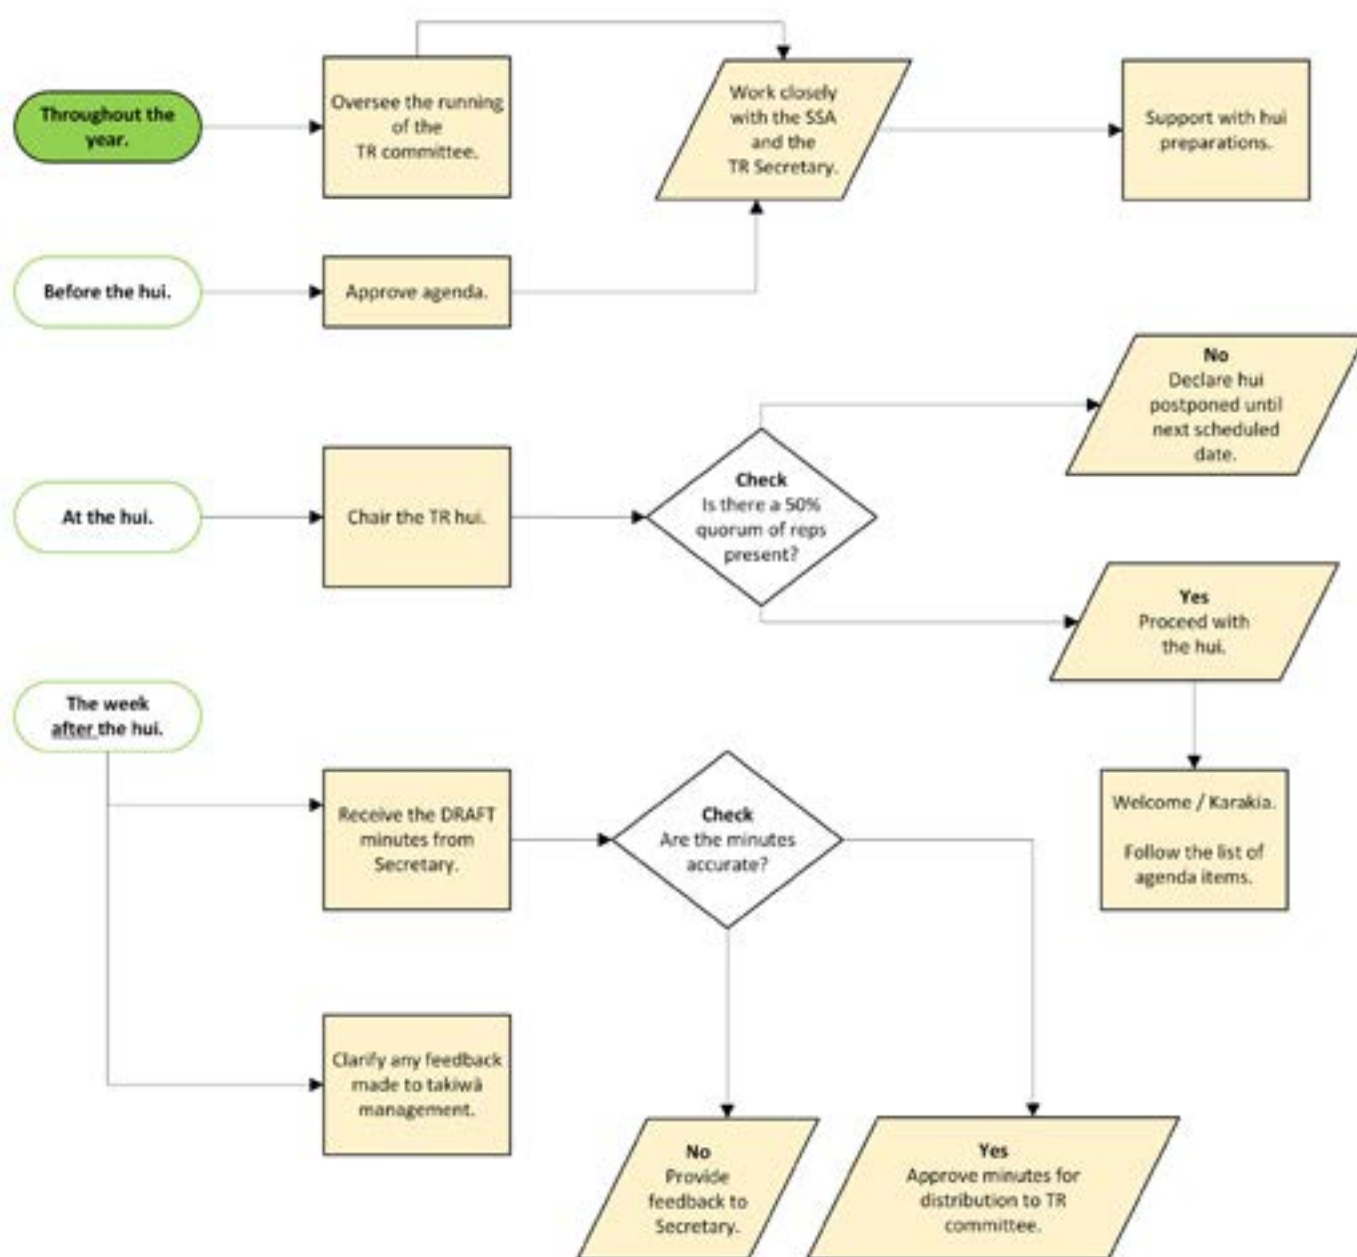 Throughout the
year.
Oversee the running
of the
TR committee.
Work closely
with the SSA
and the
TR Secretary.
Support with hui
preparations.
Before the hui.
Approve agenda.
No
Declare hui
postponed until
next scheduled
date.
At the hui.
Chair the TR hui.
Check
Is there a 50%
quorum of reps
present?
Yes
Proceed with
the hui.
The week
after the hui.
Receive the DRAFT
minutes from
Secretary.
Check
Are the minutes
accurate?
Welcome / Karakia.
Follow the list of
agenda items.
Clarify any feedback
made to takiwā
management.
No
Provide
feedback to
Secretary.
Yes
Approve minutes for
distribution to TR
committee.